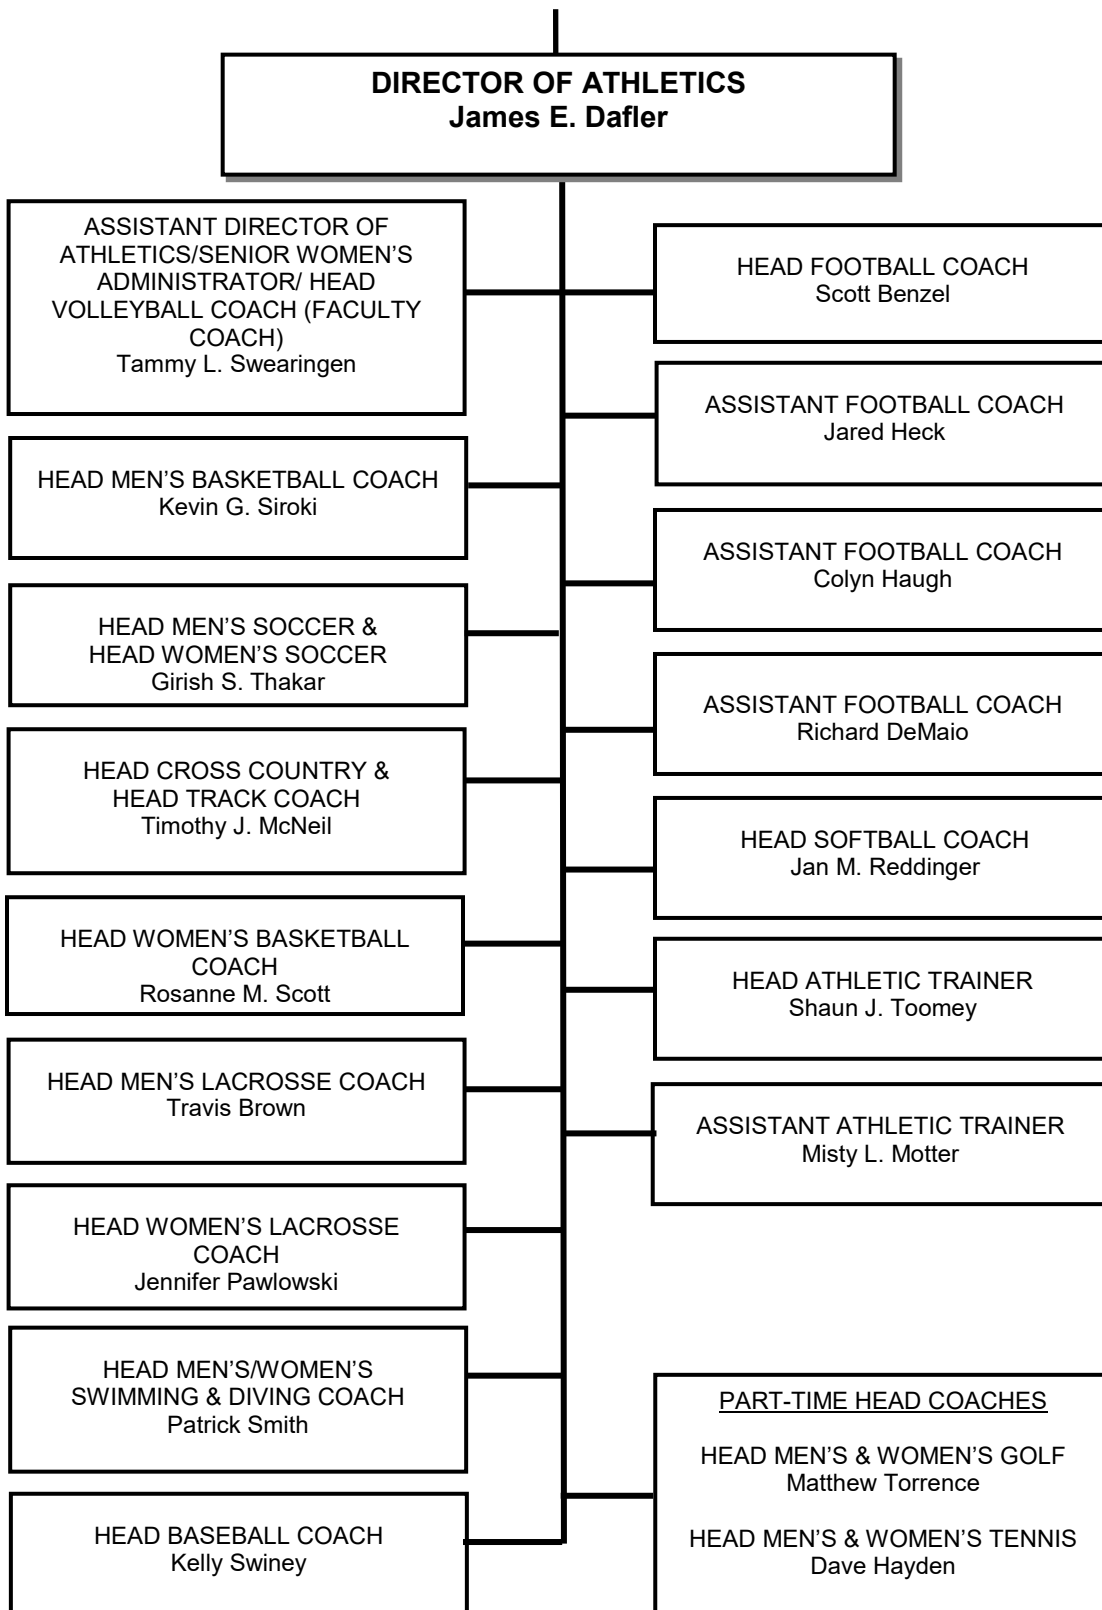 DIRECTOR OF ATHLETICS
James E. Dafler
ASSISTANT DIRECTOR OF
ATHLETICS/SENIOR WOMEN’S
ADMINISTRATOR/ HEAD
VOLLEYBALL COACH (FACULTY
COACH)
Tammy L. Swearingen
HEAD MEN’S BASKETBALL COACH
Kevin G. Siroki
HEAD MEN’S SOCCER &
HEAD WOMEN’S SOCCER
Girish S. Thakar
HEAD CROSS COUNTRY &
HEAD TRACK COACH
Timothy J. McNeil
HEAD WOMEN’S BASKETBALL
COACH
Rosanne M. Scott
HEAD MEN’S LACROSSE COACH
Travis Brown
HEAD WOMEN’S LACROSSE
COACH
Jennifer Pawlowski
HEAD MEN’S/WOMEN’S
SWIMMING & DIVING COACH
Patrick Smith
HEAD BASEBALL COACH
Kelly Swiney
HEAD FOOTBALL COACH
Scott Benzel
ASSISTANT FOOTBALL COACH
Jared Heck
ASSISTANT FOOTBALL COACH
Colyn Haugh
ASSISTANT FOOTBALL COACH
Richard DeMaio
HEAD SOFTBALL COACH
Jan M. Reddinger
HEAD ATHLETIC TRAINER
Shaun J. Toomey
ASSISTANT ATHLETIC TRAINER
Misty L. Motter
PART-TIME HEAD COACHES
HEAD MEN’S & WOMEN’S GOLF
Matthew Torrence
HEAD MEN’S & WOMEN’S TENNIS
Dave Hayden